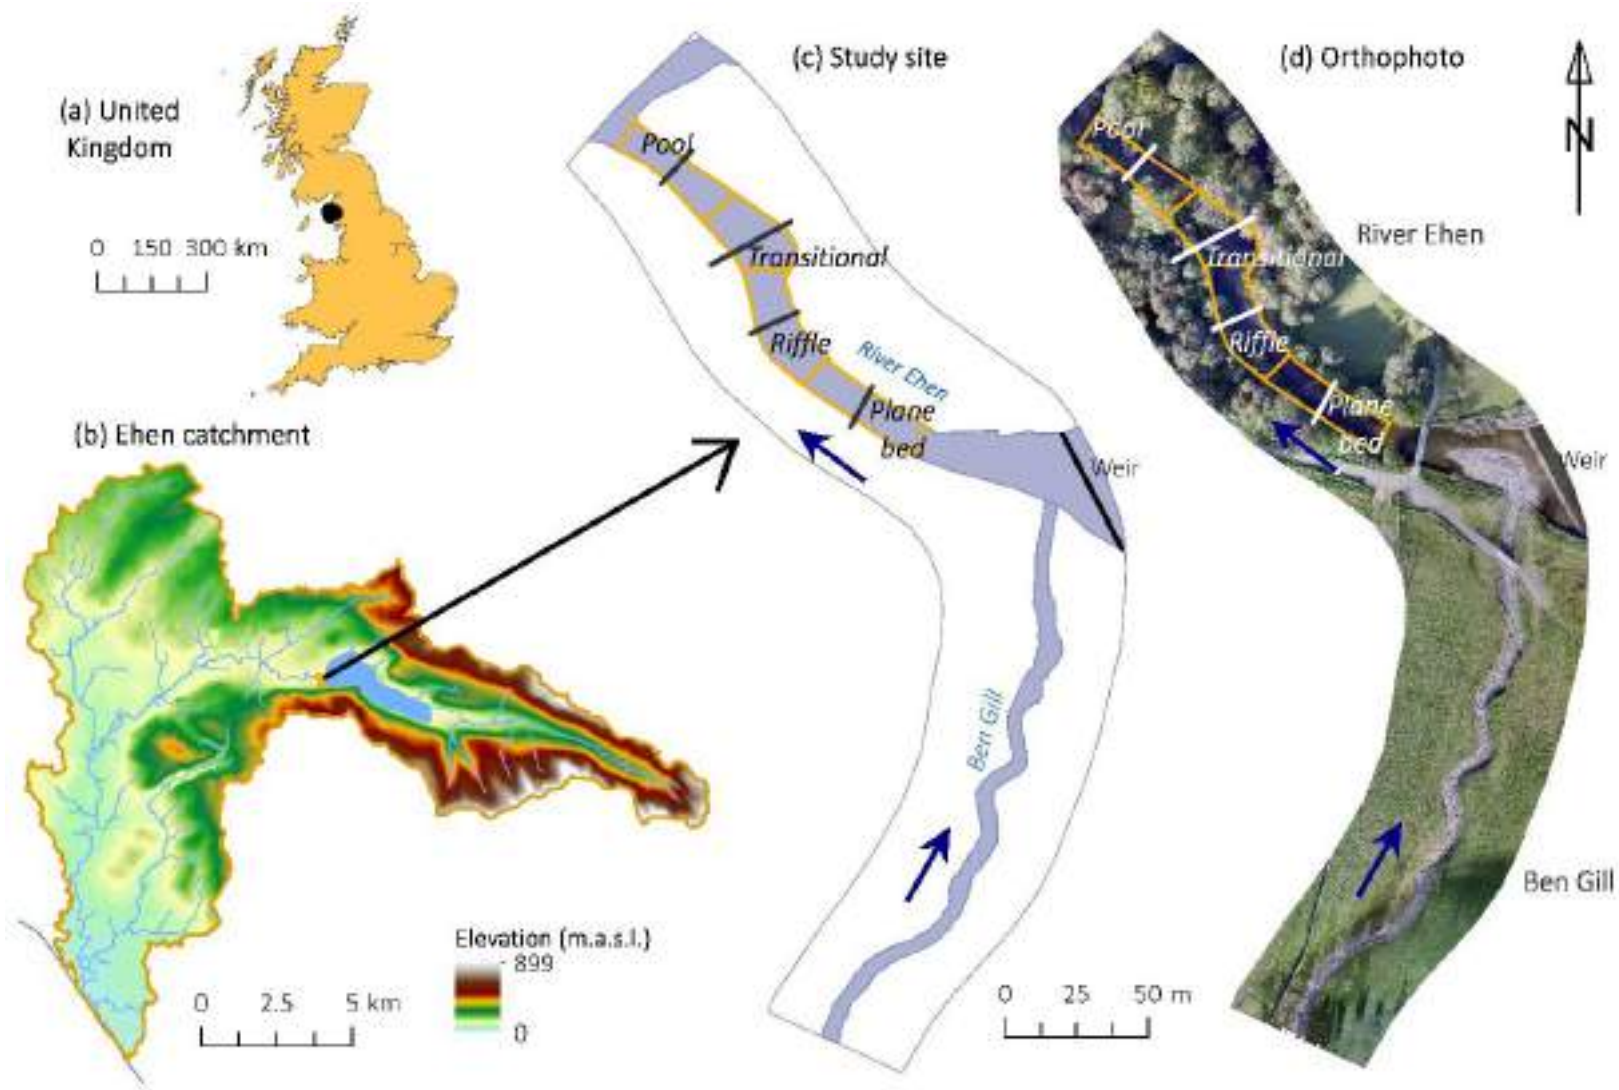 (a) United
Kingdom
0 150 300 km
(b) Ehen catchment
Elevation (m.a.s.l.)
899
0
0 2.5 5 km
(c) Study site
Pool
Transitional
Riffle
River Ehen
Plane
bed
Weir
Ben Gill
0 25 50 m
(d) Orthophoto
N
Pool
River Ehen
Transitional
Riffle
Plane
bed
Weir
Ben Gill